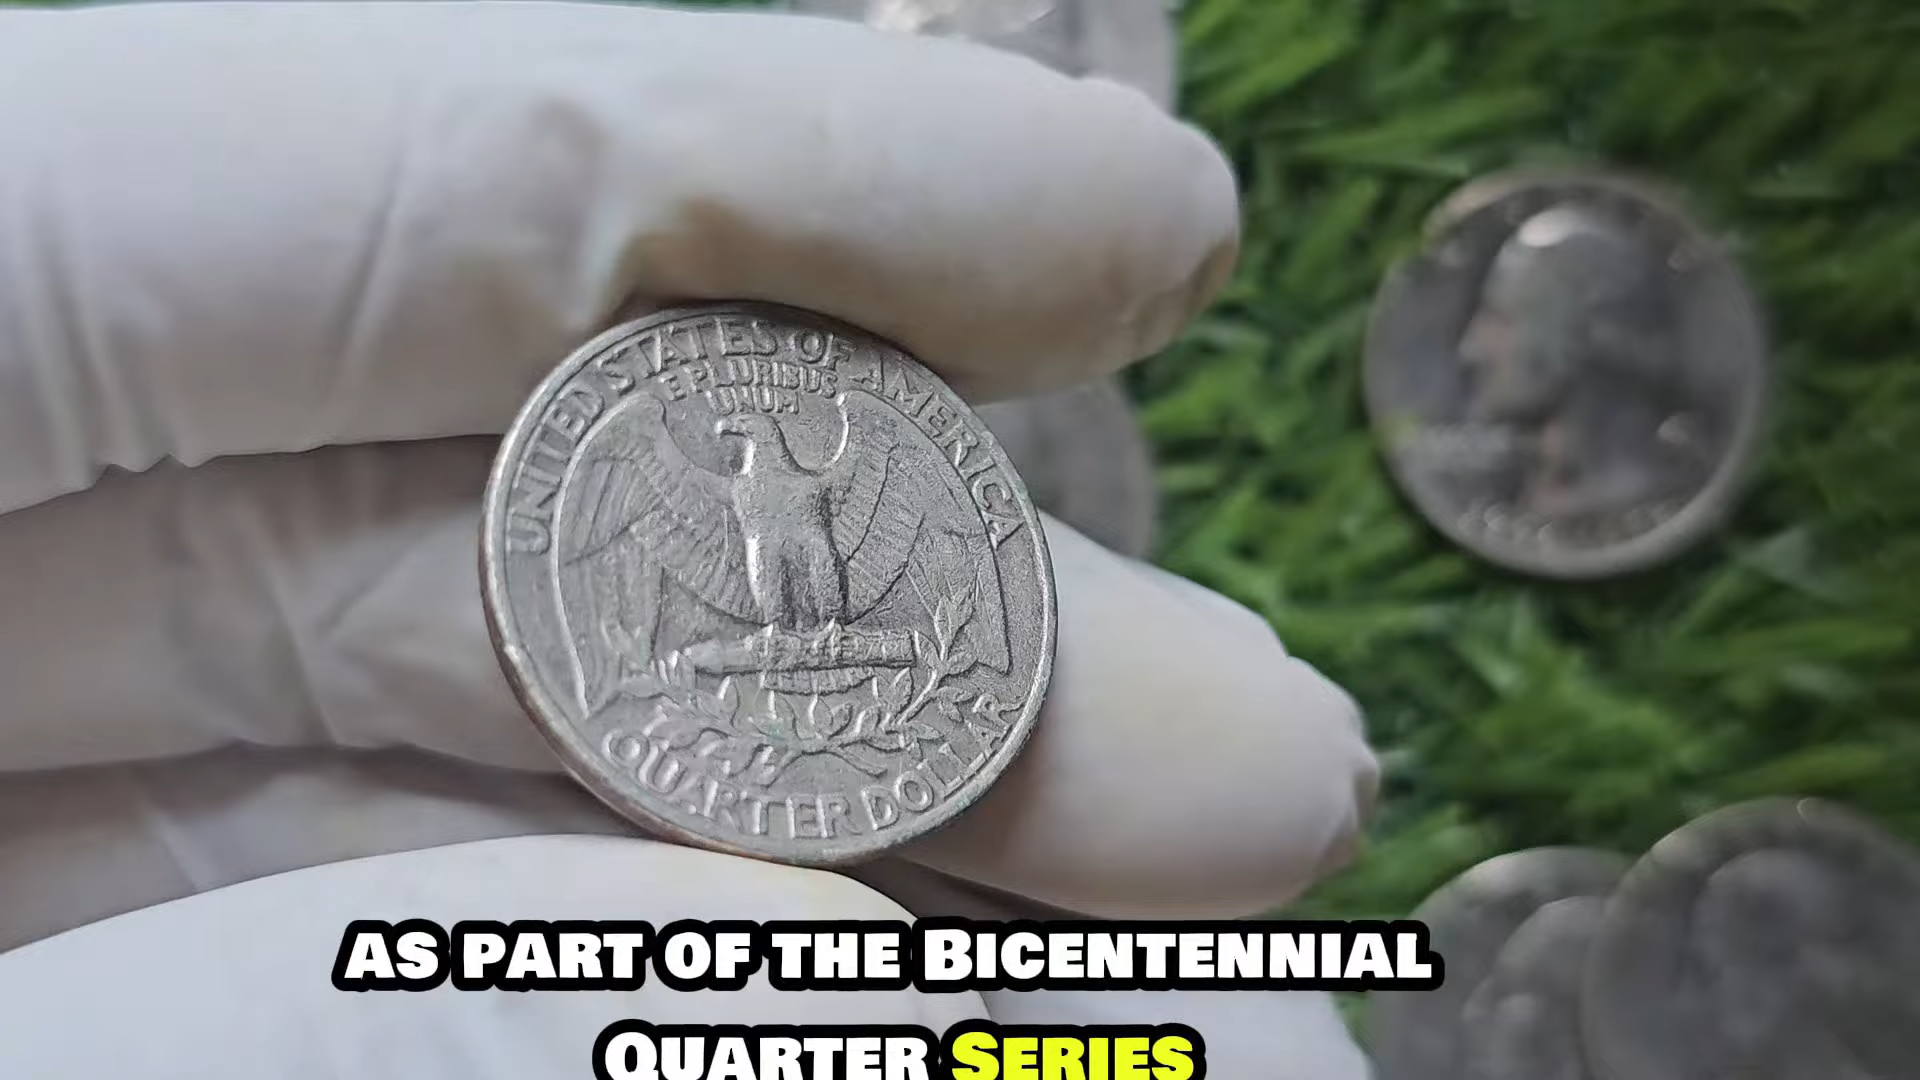 UNITED STATES OF AMERICA
E PLURIBUS
UNUM
QUARTER DOLLAR
AS PART OF THE BICENTENNIAL
QUARTER SERIES